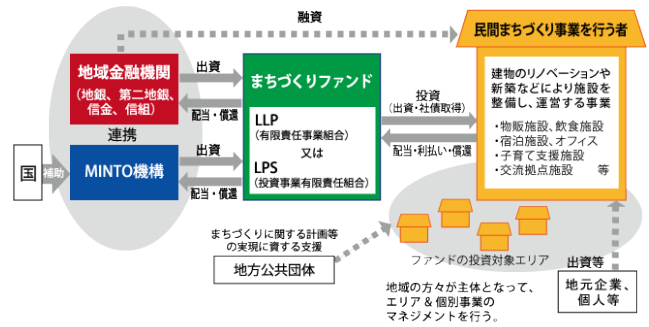 融資
民間まちづくり事業を行う者
地域金融機関
（地銀、第二地銀、
信金、信組）
出資
配当・償還
連携
まちづくりファンド
LLP
（有限責任事業組合）
又は
LPS
（投資事業有限責任組合）
投資
（出資・社債取得）
配当・利払い・償還
建物のリノベーションや
新築などにより施設を
整備し、運営する事業
・物販施設、飲食施設
・宿泊施設、オフィス
・子育て支援施設
・交流拠点施設　等
国
補助
MINTO機構
出資
配当・償還
まちづくりに関する計画等
の実現に資する支援
地方公共団体
ファンドの投資対象エリア
出資等
地元企業、
個人等
地域の方々が主体となって、
エリア＆個別事業の
マネジメントを行う。